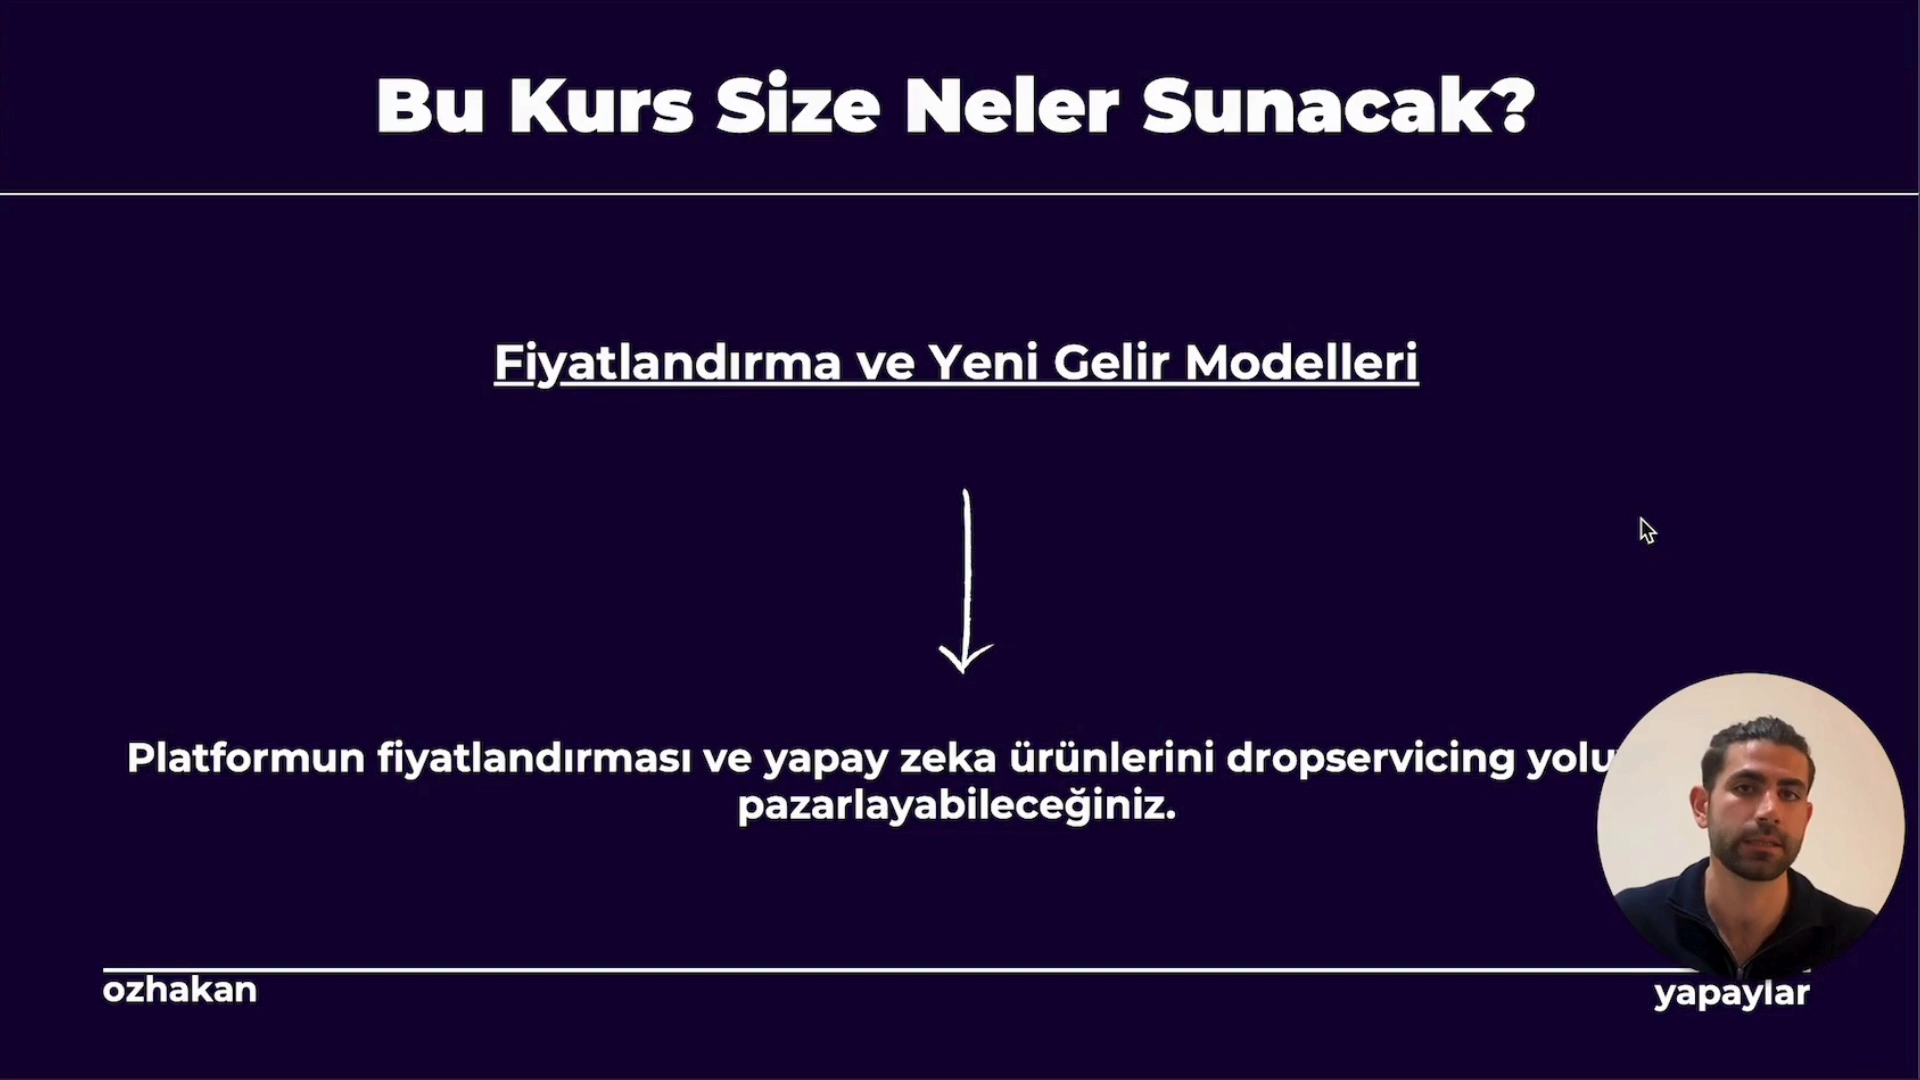 Bu Kurs Size Neler Sunacak?
Fiyatlandırma ve Yeni Gelir Modelleri
Platformun fiyatlandırması ve yapay zeka ürünlerini dropservicing
pazarlayabileceğiniz.
ozhakan
yapaylar